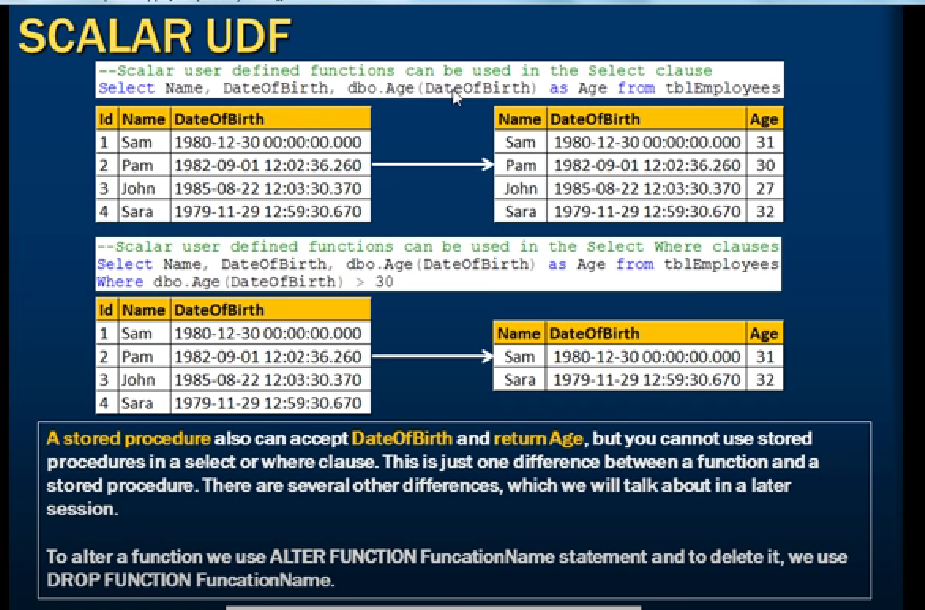 SCALAR UDF
--Scalar user defined functions can be used in the Select clause
Select Name, DateOfBirth, dbo.Age(DateOfBirth) as Age from tblEmployees
Id Name DateOfBirth
1 Sam 1980-12-30 00:00:00.000
2 Pam 1982-09-01 12:02:36.260
3 John 1985-08-22 12:03:30.370
4 Sara 1979-11-29 12:59:30.670
Name DateOfBirth Age
Sam 1980-12-30 00:00:00.000 31
Pam 1982-09-01 12:02:36.260 30
John 1985-08-22 12:03:30.370 27
Sara 1979-11-29 12:59:30.670 32
--Scalar user defined functions can be used in the Select Where clauses
Select Name, DateOfBirth, dbo.Age(DateOfBirth) as Age from tblEmployees
Where dbo.Age(DateOfBirth) > 30
Id Name DateOfBirth
1 Sam 1980-12-30 00:00:00.000
2 Pam 1982-09-01 12:02:36.260
3 John 1985-08-22 12:03:30.370
4 Sara 1979-11-29 12:59:30.670
Name DateOfBirth Age
Sam 1980-12-30 00:00:00.000 31
Sara 1979-11-29 12:59:30.670 32
A stored procedure also can accept DateOfBirth and return Age, but you cannot use stored
procedures in a select or where clause. This is just one difference between a function and a
stored procedure. There are several other differences, which we will talk about in a later
session.
To alter a function we use ALTER FUNCTION FuncationName statement and to delete it, we use
DROP FUNCTION FuncationName.